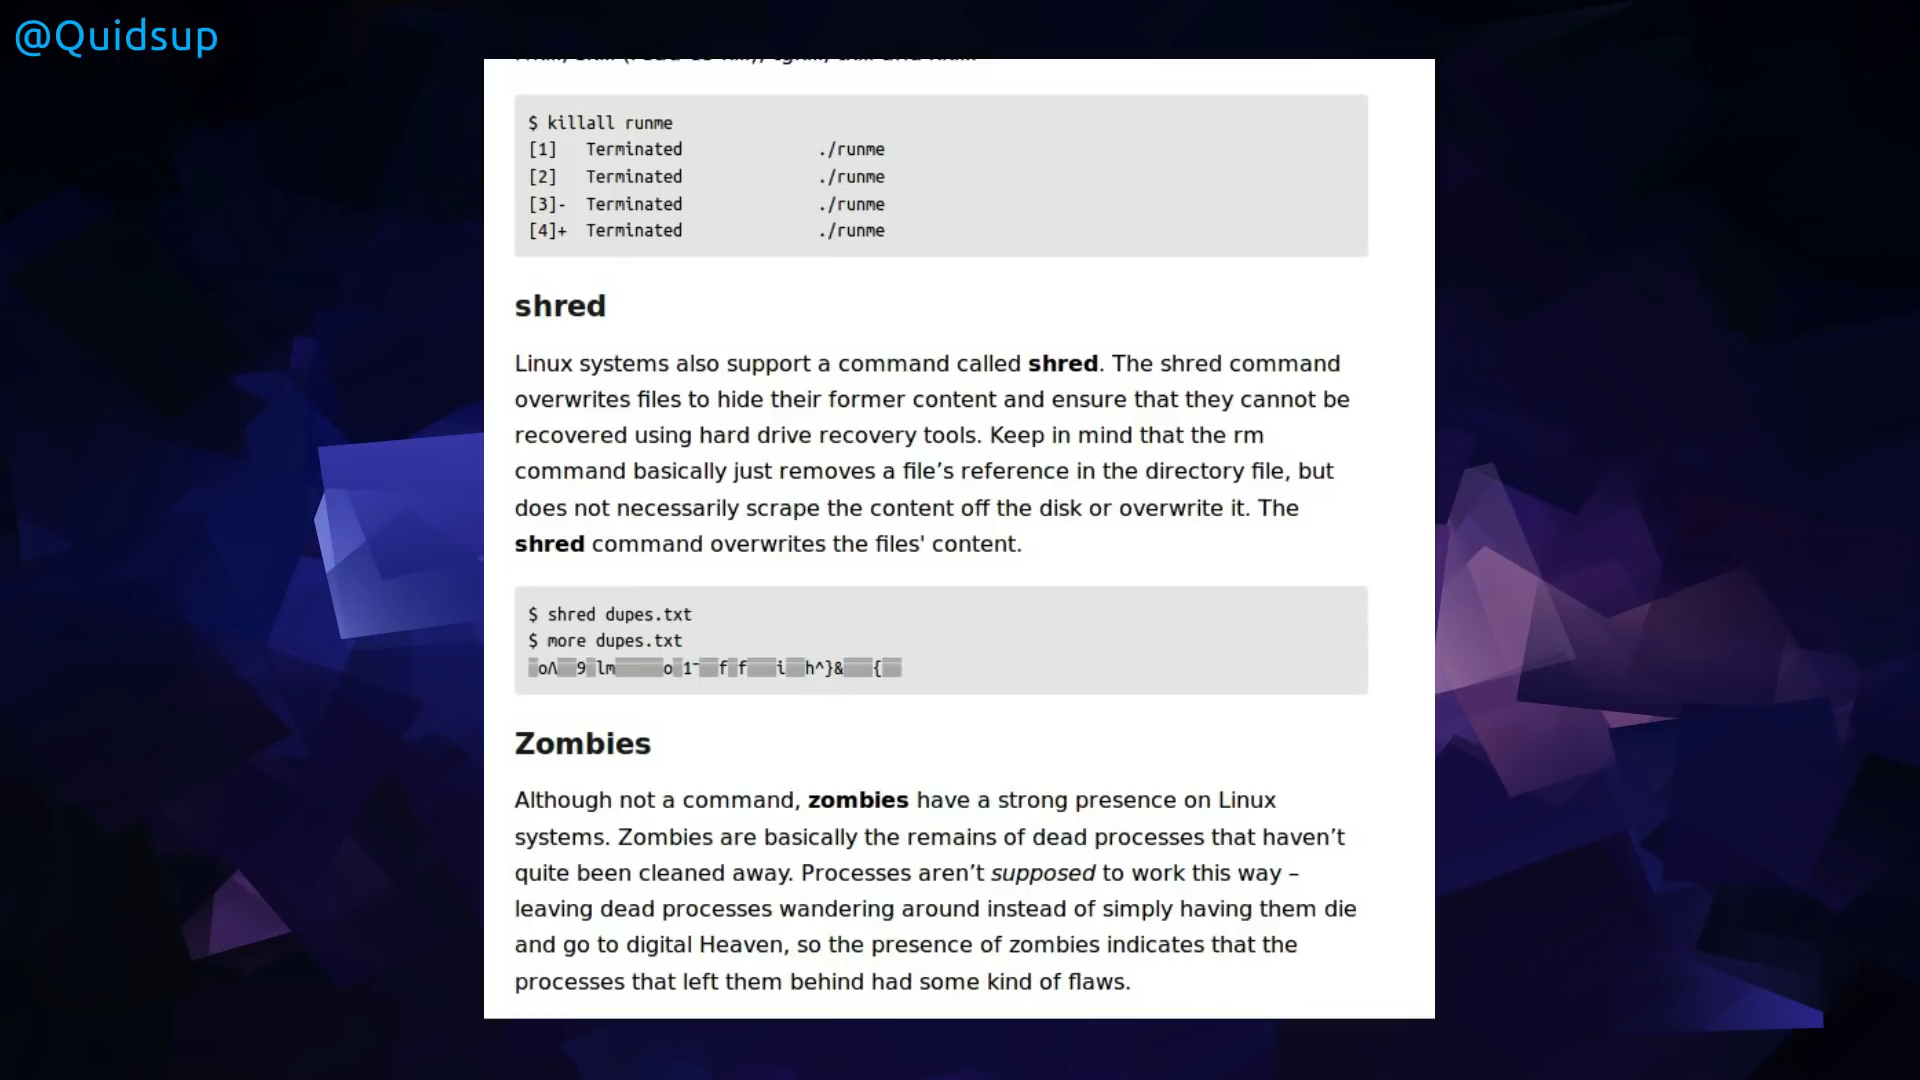 @Quidsup
$ killall runme
[1]   Terminated              ./runme
[2]   Terminated              ./runme
[3]-  Terminated              ./runme
[4]+  Terminated              ./runme
shred
Linux systems also support a command called shred. The shred command
overwrites files to hide their former content and ensure that they cannot be
recovered using hard drive recovery tools. Keep in mind that the rm
command basically just removes a file’s reference in the directory file, but
does not necessarily scrape the content off the disk or overwrite it. The
shred command overwrites the files' content.
$ shred dupes.txt
$ more dupes.txt
Zombies
Although not a command, zombies have a strong presence on Linux
systems. Zombies are basically the remains of dead processes that haven’t
quite been cleaned away. Processes aren’t supposed to work this way –
leaving dead processes wandering around instead of simply having them die
and go to digital Heaven, so the presence of zombies indicates that the
processes that left them behind had some kind of flaws.